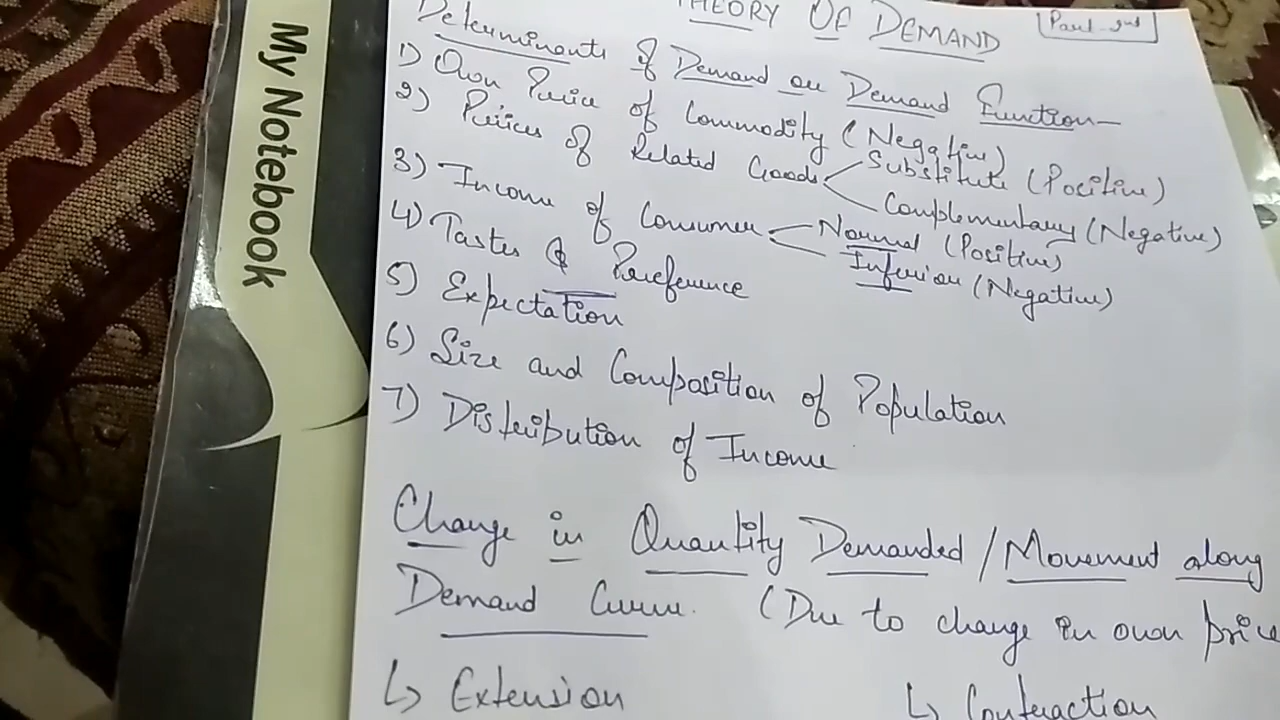 THEORY OF DEMAND
Part-2nd
Determinants of Demand or Demand Function-
1) Own Price of Commodity (Negative)
2) Prices of Related Goods
Substitute (Positive)
Complementary (Negative)
3) Income of Consumer
Normal (Positive)
Inferior (Negative)
4) Tastes & Preference
5) Expectation
6) Size and Composition of Population
7) Distribution of Income
Change in Quantity Demanded / Movement along
Demand Curve. (Due to change in own price
↳ Extension
↳ Contraction
My Notebook